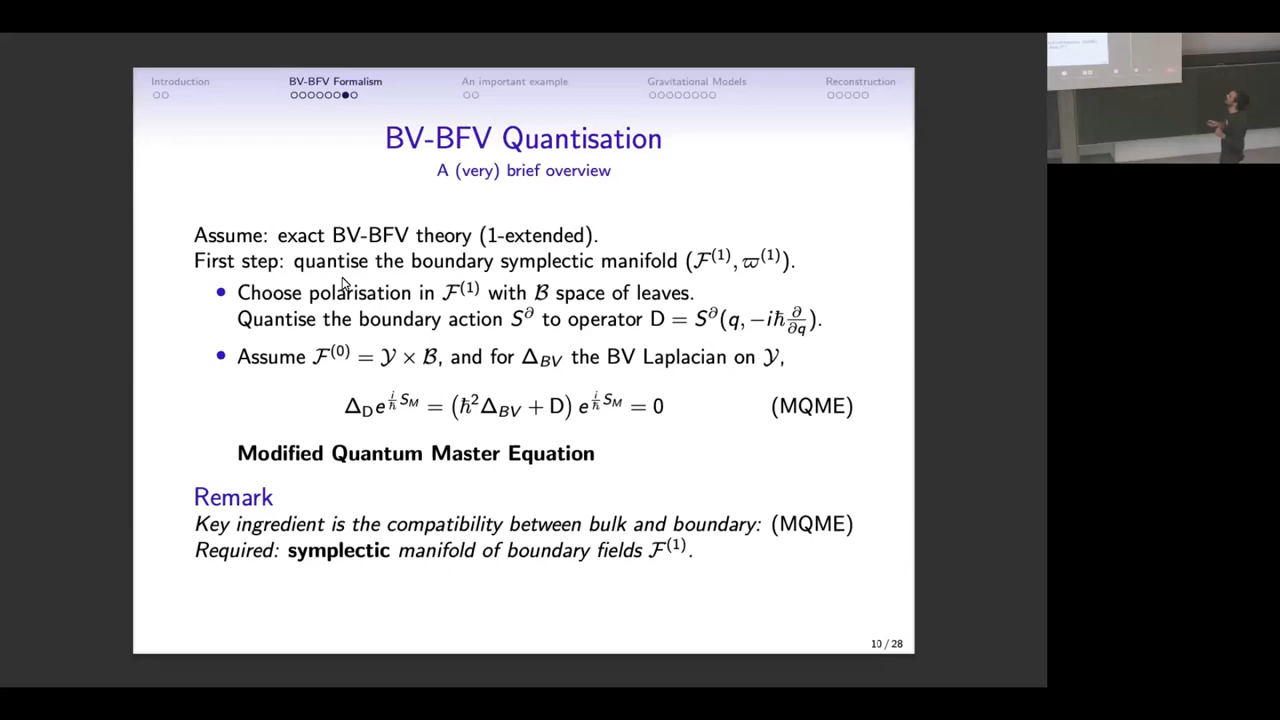 Introduction
BV-BFV Formalism
An important example
Gravitational Models
Reconstruction
BV-BFV Quantisation
A (very) brief overview
Assume: exact BV-BFV theory (1-extended).
First step: quantise the boundary symplectic manifold (ℱ⁽¹⁾, ϖ⁽¹⁾).
• Choose polarisation in ℱ⁽¹⁾ with ℬ space of leaves.
Quantise the boundary action S^∂ to operator D = S^∂(q, −iħ ∂/∂q).
• Assume ℱ⁽⁰⁾ = 𝒴 × ℬ, and for Δ_BV the BV Laplacian on 𝒴,
Δ_D e^{i/ħ S_M} = (ħ²Δ_BV + D) e^{i/ħ S_M} = 0 (MQME)
Modified Quantum Master Equation
Remark
Key ingredient is the compatibility between bulk and boundary: (MQME)
Required: symplectic manifold of boundary fields ℱ⁽¹⁾.
10 / 28